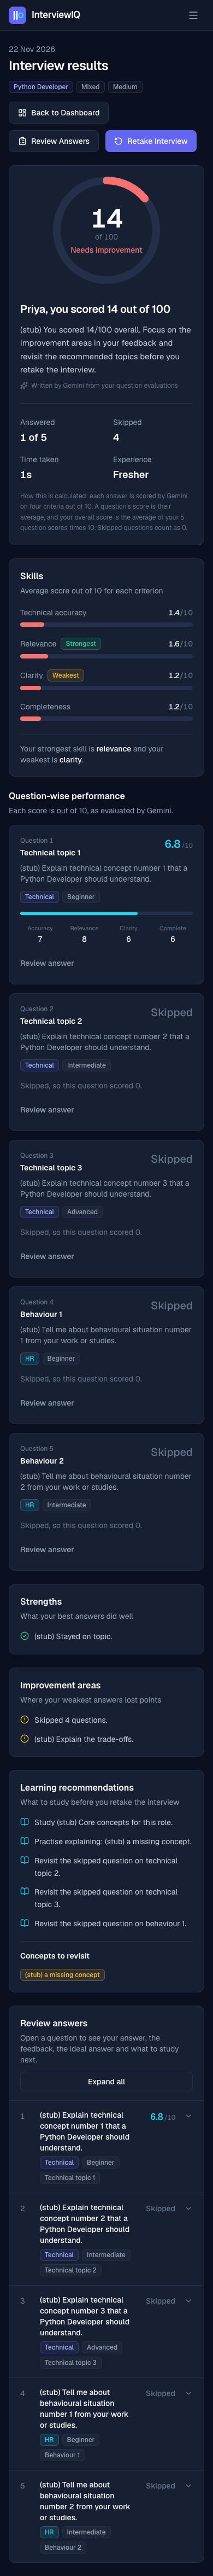 InterviewIQ
22 Nov 2026
Interview results
Python Developer Mixed Medium
Back to Dashboard
Review Answers Retake Interview
14
of 100
Needs improvement
Priya, you scored 14 out of 100
(stub) You scored 14/100 overall. Focus on the
improvement areas in your feedback and
revisit the recommended topics before you
retake the interview.
Written by Gemini from your question evaluations
Answered Skipped
1 of 5 4
Time taken Experience
1s Fresher
How this is calculated: each answer is scored by Gemini
on four criteria out of 10. A question's score is their
average, and your overall score is the average of your 5
question scores times 10. Skipped questions count as 0.
Skills
Average score out of 10 for each criterion
Technical accuracy 1.4/10
Relevance Strongest 1.6/10
Clarity Weakest 1.2/10
Completeness 1.2/10
Your strongest skill is relevance and your
weakest is clarity.
Question-wise performance
Each score is out of 10, as evaluated by Gemini.
Question 1 6.8/10
Technical topic 1
(stub) Explain technical concept number 1 that a
Python Developer should understand.
Technical Beginner
Accuracy Relevance Clarity Complete
7 8 6 6
Review answer
Question 2 Skipped
Technical topic 2
(stub) Explain technical concept number 2 that a
Python Developer should understand.
Technical Intermediate
Skipped, so this question scored 0.
Review answer
Question 3 Skipped
Technical topic 3
(stub) Explain technical concept number 3 that a
Python Developer should understand.
Technical Advanced
Skipped, so this question scored 0.
Review answer
Question 4 Skipped
Behaviour 1
(stub) Tell me about behavioural situation number
1 from your work or studies.
HR Beginner
Skipped, so this question scored 0.
Review answer
Question 5 Skipped
Behaviour 2
(stub) Tell me about behavioural situation number
2 from your work or studies.
HR Intermediate
Skipped, so this question scored 0.
Review answer
Strengths
What your best answers did well
(stub) Stayed on topic.
Improvement areas
Where your weakest answers lost points
Skipped 4 questions.
(stub) Explain the trade-offs.
Learning recommendations
What to study before you retake the interview
Study (stub) Core concepts for this role.
Practise explaining: (stub) a missing concept.
Revisit the skipped question on technical
topic 2.
Revisit the skipped question on technical
topic 3.
Revisit the skipped question on behaviour 1.
Concepts to revisit
(stub) a missing concept
Review answers
Open a question to see your answer, the
feedback, the ideal answer and what to study
next.
Expand all
1 (stub) Explain technical 6.8/10
concept number 1 that a
Python Developer should
understand.
Technical Beginner
Technical topic 1
2 (stub) Explain technical Skipped
concept number 2 that a
Python Developer should
understand.
Technical Intermediate
Technical topic 2
3 (stub) Explain technical Skipped
concept number 3 that a
Python Developer should
understand.
Technical Advanced
Technical topic 3
4 (stub) Tell me about Skipped
behavioural situation
number 1 from your work
or studies.
HR Beginner
Behaviour 1
5 (stub) Tell me about Skipped
behavioural situation
number 2 from your work
or studies.
HR Intermediate
Behaviour 2